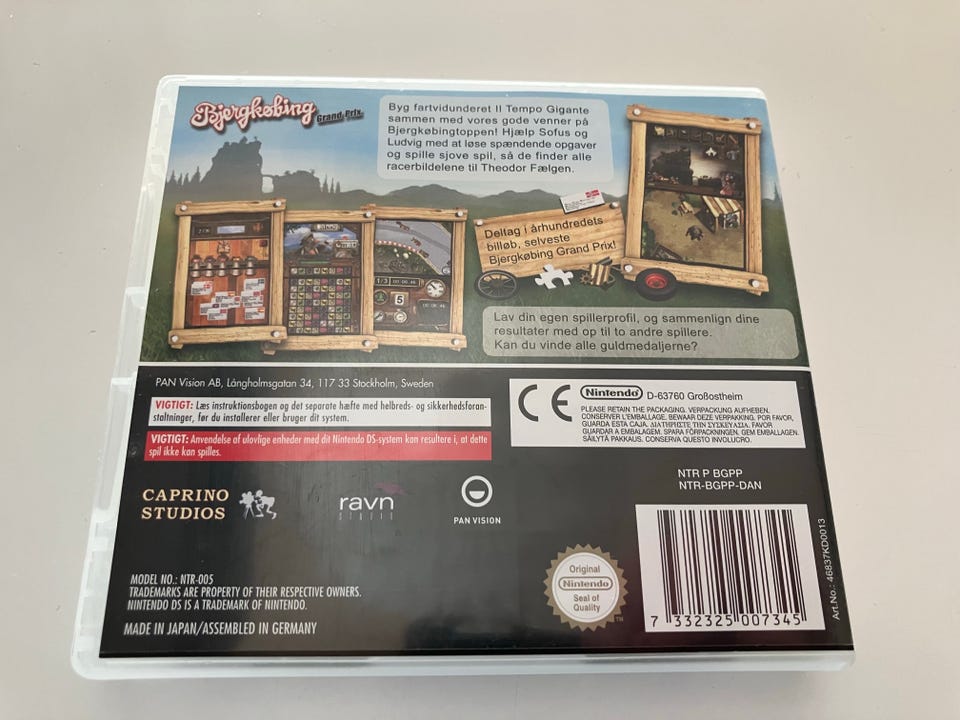 Bjergkøbing
Grand Prix
Byg fartvidunderet Il Tempo Gigante
sammen med vores gode venner på
Bjergkøbingtoppen! Hjælp Sofus og
Ludvig med at løse spændende opgaver
og spille sjove spil, så de finder alle
racerbildelene til Theodor Fælgen.
Deltag i århundredets
billøb, selveste
Bjergkøbing Grand Prix!
1/3
5
Lav din egen spillerprofil, og sammenlign dine
resultater med op til to andre spillere.
Kan du vinde alle guldmedaljerne?
PAN Vision AB, Långholmsgatan 34, 117 33 Stockholm, Sweden
VIGTIGT: Læs instruktionsbogen og det separate hæfte med helbreds- og sikkerhedsforan-
staltninger, før du installerer eller bruger dit system.
VIGTIGT: Anvendelse af ulovlige enheder med dit Nintendo DS-system kan resultere i, at dette
spil ikke kan spilles.
CE
Nintendo D-63760 Großostheim
PLEASE RETAIN THE PACKAGING. VERPACKUNG AUFHEBEN.
CONSERVER L'EMBALLAGE. BEWAAR DEZE VERPAKKING. POR FAVOR,
GUARDA ESTA CAJA. ΔΙΑΤΗΡΗΣΤΕ ΤΗΝ ΣΥΣΚΕΥΑΣΙΑ. FAVOR
GUARDAR A EMBALAGEM. SPARA FÖRPACKNINGEN. GEM EMBALLAGEN.
SÄILYTÄ PAKKAUS. CONSERVA QUESTO INVOLUCRO.
NTR P BGPP
NTR-BGPP-DAN
CAPRINO
STUDIOS
ravn
STUDIO
PAN VISION
Original
Nintendo
Seal of
Quality
TM
7 332325 007345
Art.No.: 46837KD0013
MODEL NO.: NTR-005
TRADEMARKS ARE PROPERTY OF THEIR RESPECTIVE OWNERS.
NINTENDO DS IS A TRADEMARK OF NINTENDO.
MADE IN JAPAN/ASSEMBLED IN GERMANY